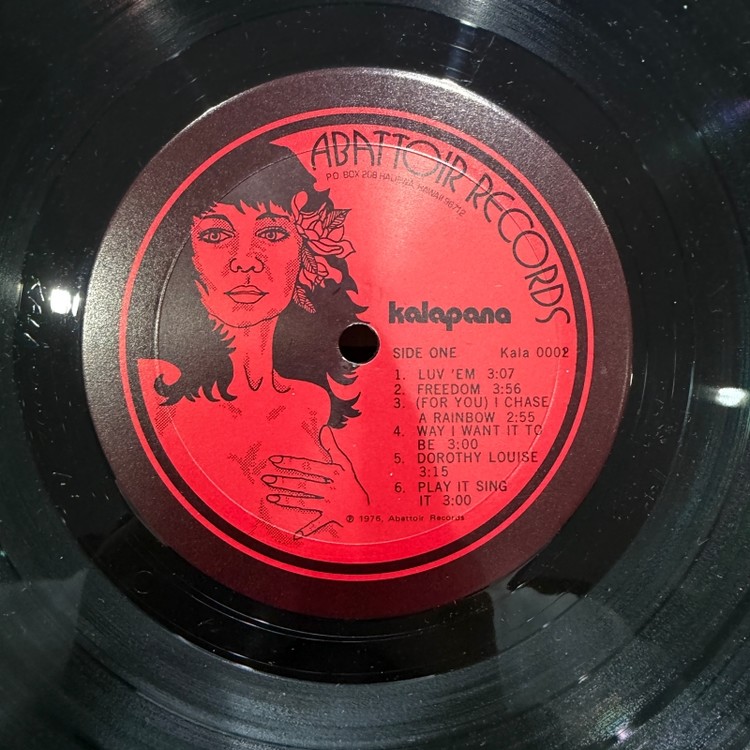 ABATTOIR RECORDS
P.O. BOX 208 HALEIWA, HAWAII 96712
kalapana
SIDE ONE Kala 0002
1. LUV 'EM 3:07
2. FREEDOM 3:56
3. (FOR YOU) I CHASE
A RAINBOW 2:55
4. WAY I WANT IT TO
BE 3:00
5. DOROTHY LOUISE
3:15
6. PLAY IT SING
IT 3:00
℗ 1976, Abattoir Records